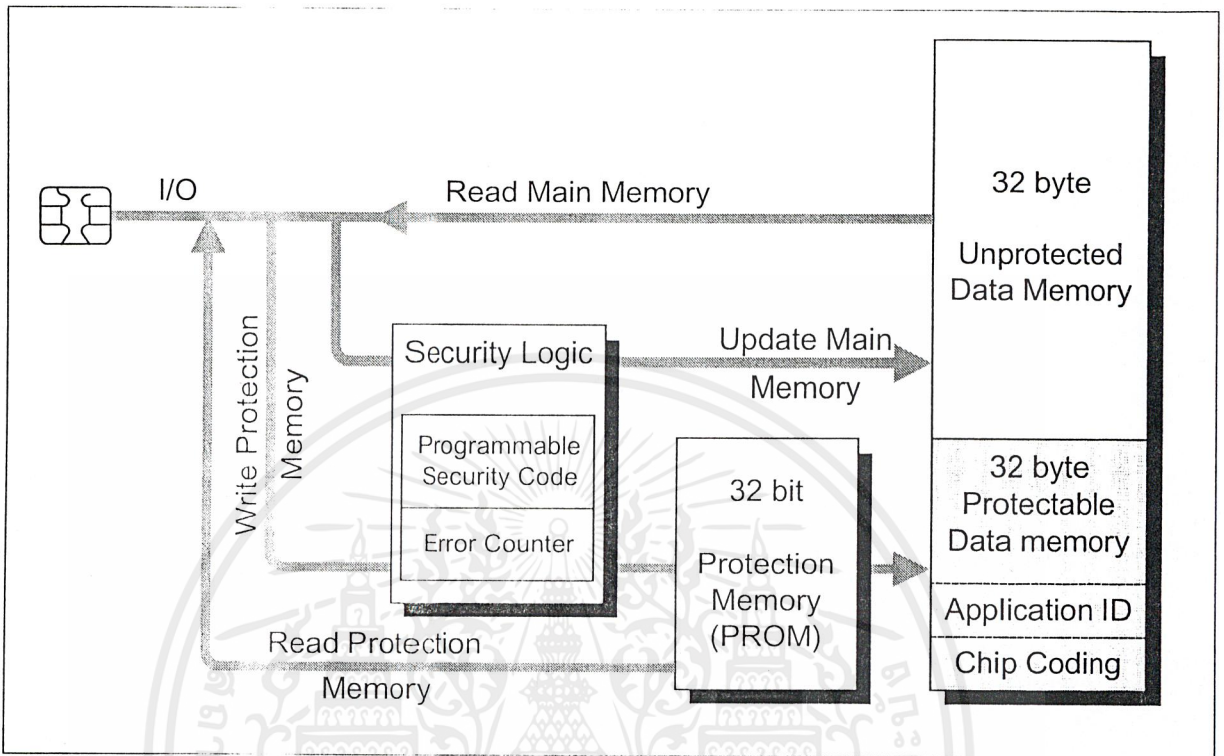 I/O
Read Main Memory
32 byte
Unprotected
Data Memory
Write Protection
Memory
Security Logic
Programmable
Security Code
Error Counter
Update Main
Memory
32 bit
Protection
Memory
(PROM)
32 byte
Protectable
Data memory
Application ID
Chip Coding
Read Protection
Memory